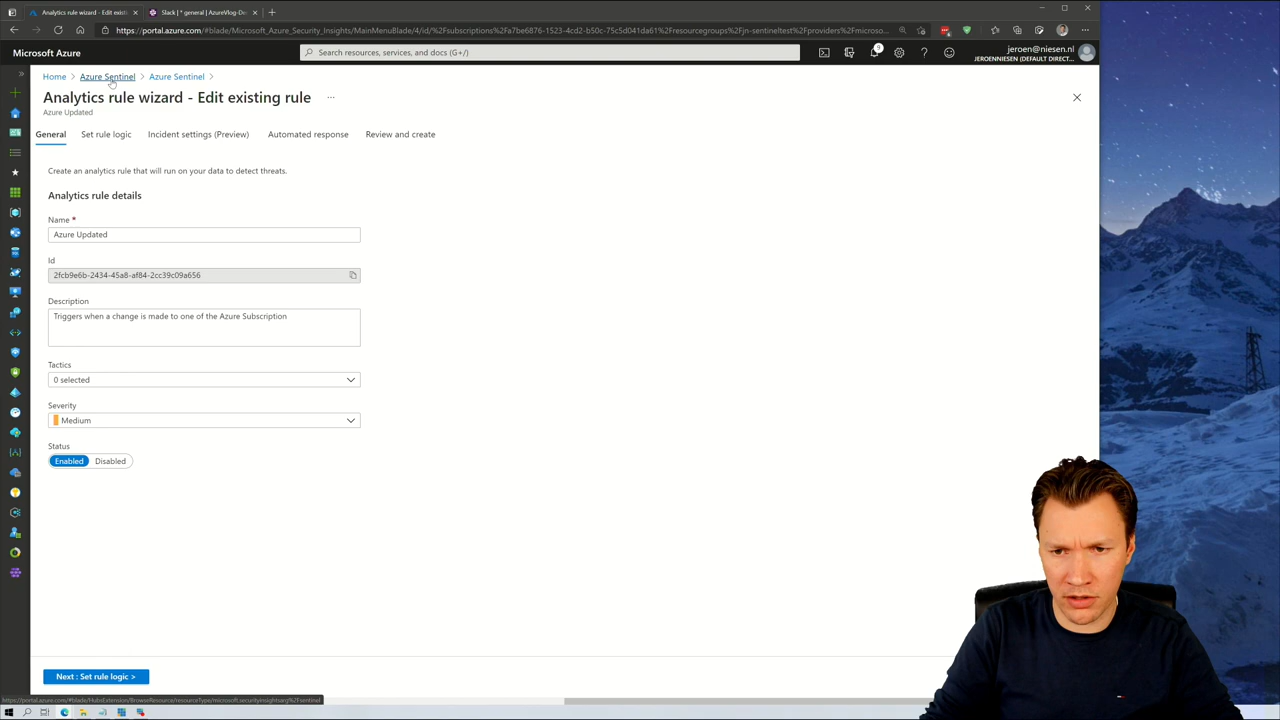 Analytics rule wizard - Edit exist
Slack | * general | AzureVlog-De
https://portal.azure.com/#blade/Microsoft_Azure_Security_Insights/MainMenuBlade/4/id/%2Fsubscriptions%2Fa7be6876-1523-4cd2-b50c-75c5d041da61%2Fresourcegroups%2Fjn-sentineltest%2Fproviders%2Fmicroso...
Microsoft Azure
Search resources, services, and docs (G+/)
9
jeroen@niesen.nl
JEROENNIESEN (DEFAULT DIRECT...
Home > Azure Sentinel > Azure Sentinel >
Analytics rule wizard - Edit existing rule ...
Azure Updated
General Set rule logic Incident settings (Preview) Automated response Review and create
Create an analytics rule that will run on your data to detect threats.
Analytics rule details
Name *
Azure Updated
Id
2fcb9e6b-2434-45a8-af84-2cc39c09a656
Description
Triggers when a change is made to one of the Azure Subscription
Tactics
0 selected
Severity
Medium
Status
Enabled Disabled
Next : Set rule logic >